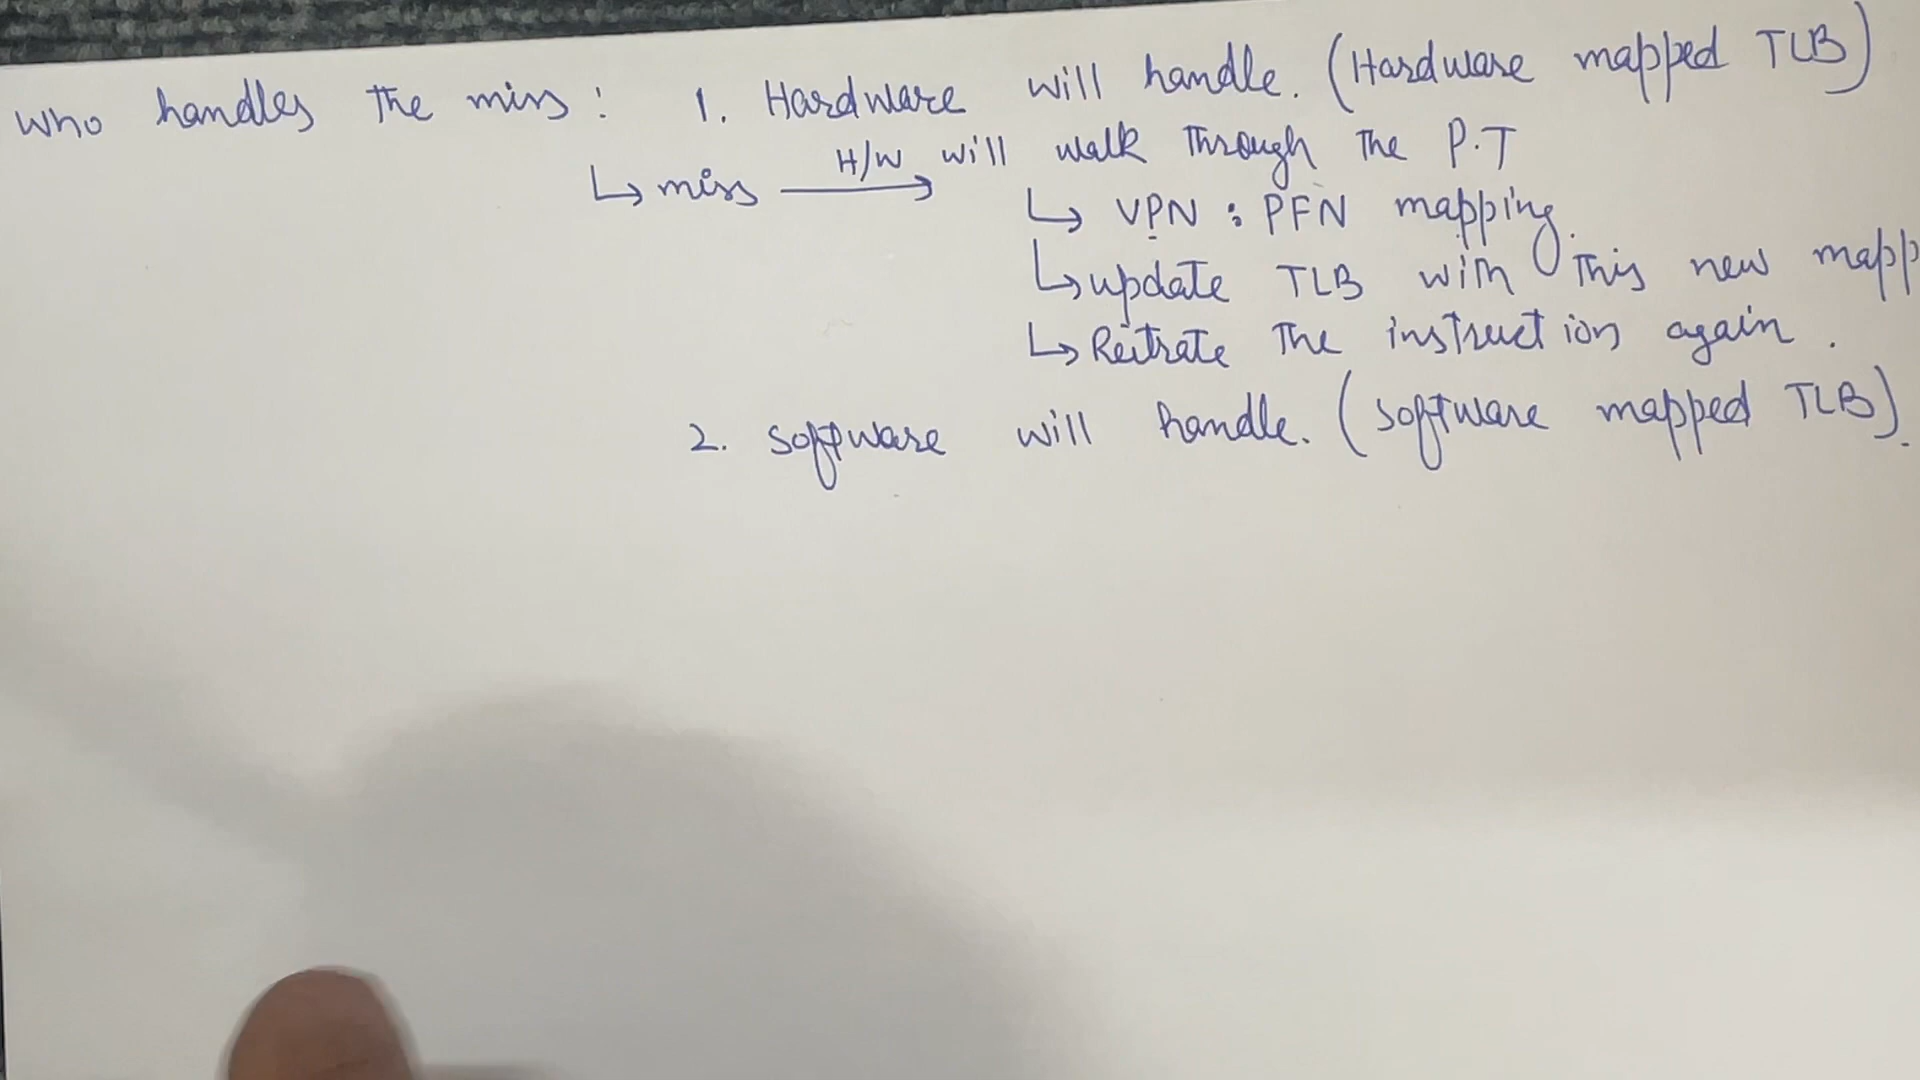 who handles the miss : 1. Hardware will handle. (Hardware mapped TLB)
↳ miss H/W → will walk through the P.T
↳ VPN : PFN mapping.
↳ update TLB with this new mapp
↳ Reitrate the instruction again.
2. software will handle. (software mapped TLB).